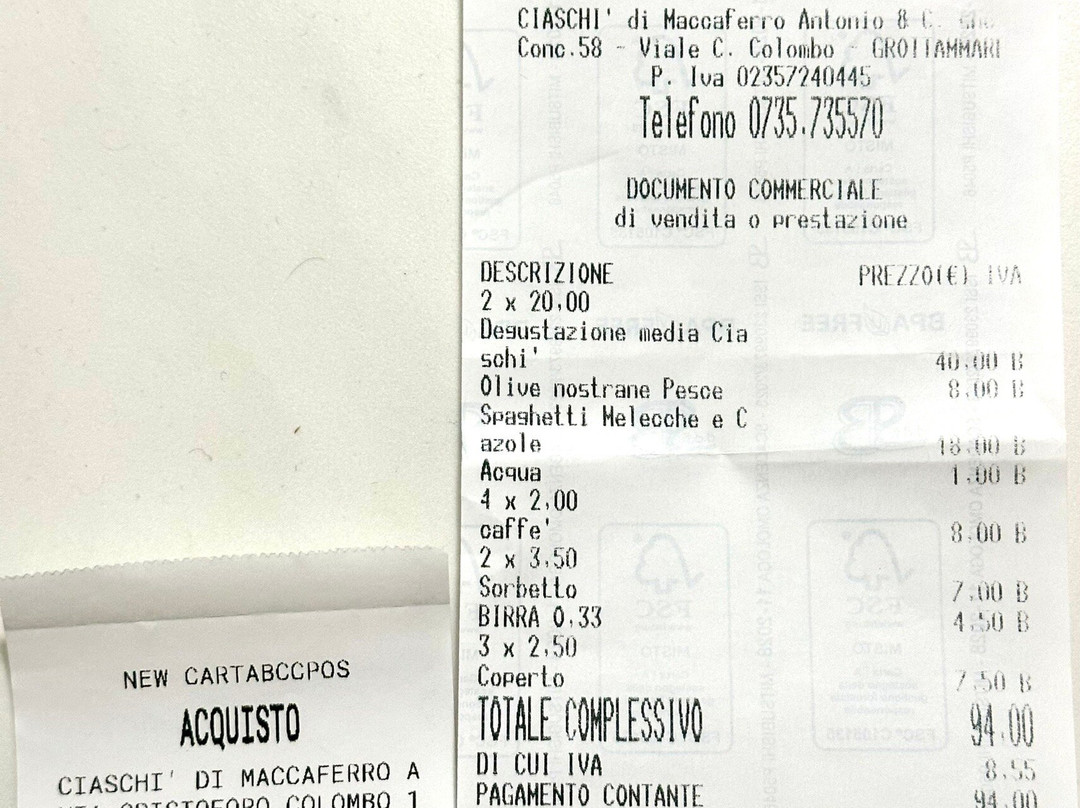 CIASCHI' di Maccaferro Antonio & C.
Conc.58 - Viale C. Colombo - GROTTAMMARE
P. Iva 02357240445
Telefono 0735.735570
DOCUMENTO COMMERCIALE
di vendita o prestazione
DESCRIZIONE PREZZO(€) IVA
2 x 20,00
Degustazione media Cia
schi' 40,00 B
Olive nostrane Pesce 8,00 B
Spaghetti Melecche e C
azole 18,00 B
Acqua 1,00 B
4 x 2,00
caffe' 8,00 B
2 x 3,50
Sorbetto 7,00 B
BIRRA 0,33 4,50 B
3 x 2,50
Coperto 7,50 B
TOTALE COMPLESSIVO 94,00
DI CUI IVA 8,55
PAGAMENTO CONTANTE 94,00
NEW CARTABCCPOS
ACQUISTO
CIASCHI' DI MACCAFERRO A
VIA CRISTOFORO COLOMBO 1